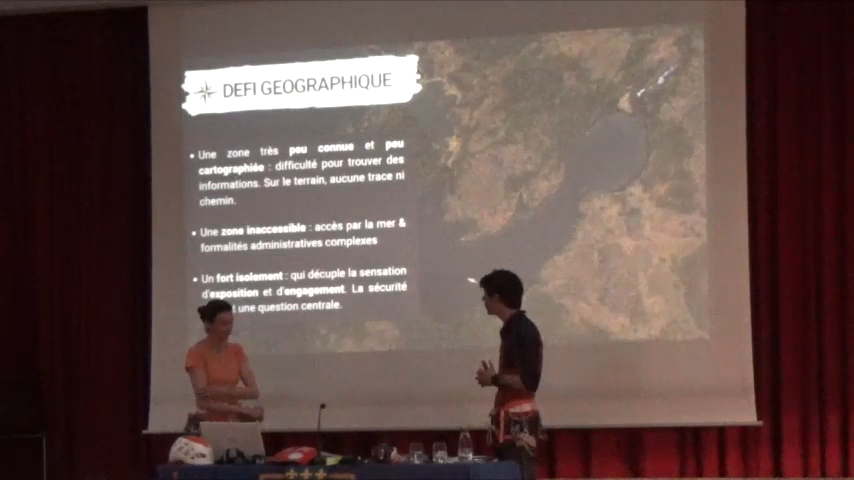 DEFI GEOGRAPHIQUE
• Une zone très peu connue et peu
cartographiée : difficulté pour trouver des
informations. Sur le terrain, aucune trace ni
chemin.
• Une zone inaccessible : accès par la mer &
formalités administratives complexes
• Un fort isolement : qui décuple la sensation
d'exposition et d'engagement. La sécurité
une question centrale.